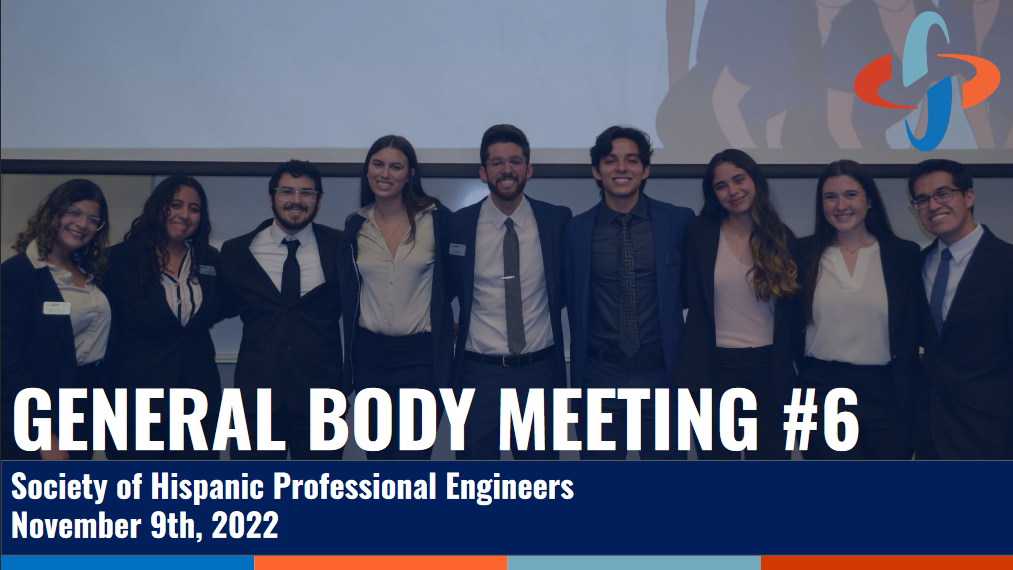 GENERAL BODY MEETING #6
Society of Hispanic Professional Engineers
November 9th, 2022